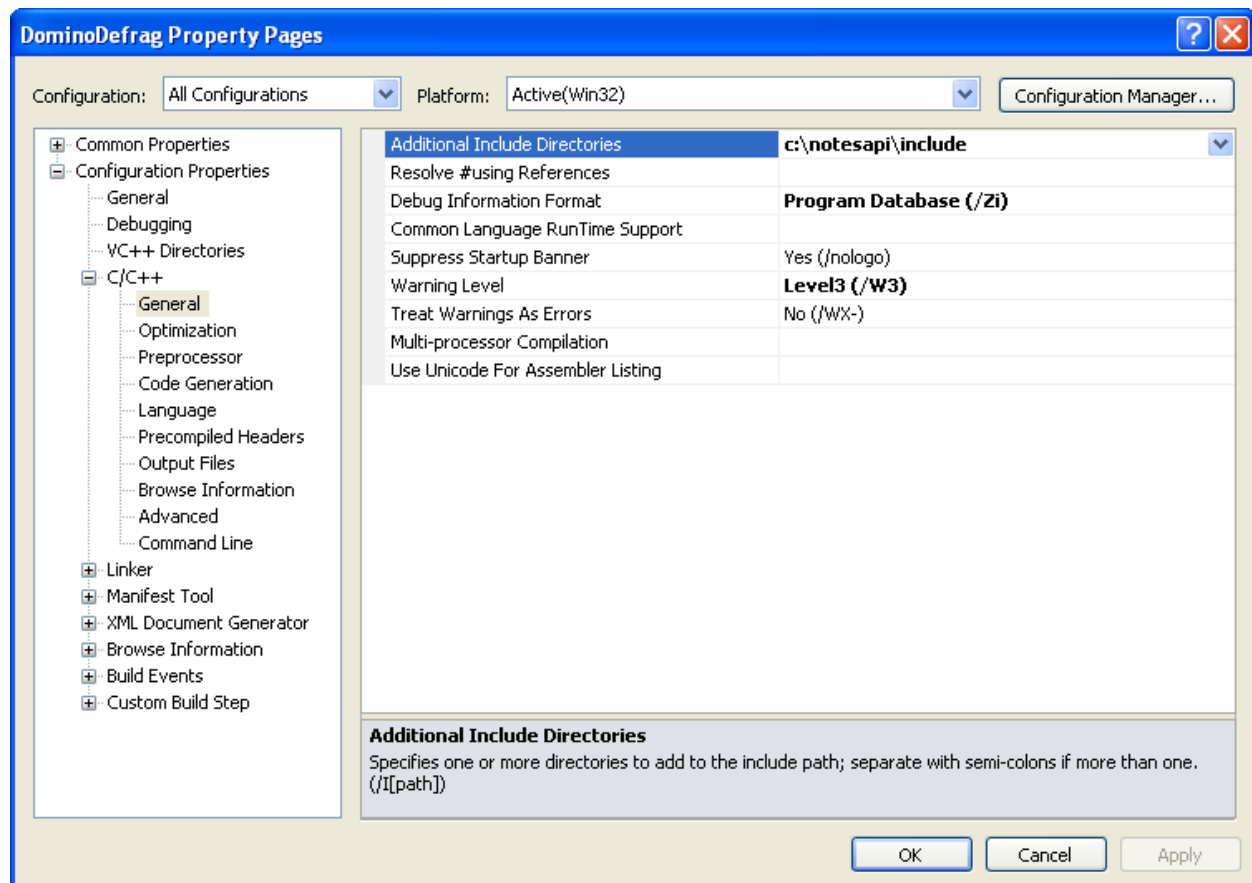 DominoDefrag Property Pages
Configuration: All Configurations Platform: Active(Win32) Configuration Manager...
Common Properties
Configuration Properties
General
Debugging
VC++ Directories
C/C++
General
Optimization
Preprocessor
Code Generation
Language
Precompiled Headers
Output Files
Browse Information
Advanced
Command Line
Linker
Manifest Tool
XML Document Generator
Browse Information
Build Events
Custom Build Step
Additional Include Directories c:\notesapi\include
Resolve #using References
Debug Information Format Program Database (/Zi)
Common Language RunTime Support
Suppress Startup Banner Yes (/nologo)
Warning Level Level3 (/W3)
Treat Warnings As Errors No (/WX-)
Multi-processor Compilation
Use Unicode For Assembler Listing
Additional Include Directories
Specifies one or more directories to add to the include path; separate with semi-colons if more than one.
(/I[path])
OK Cancel Apply